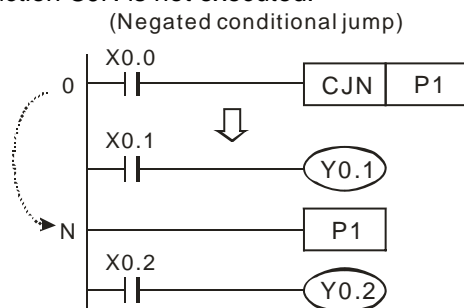 (Negated conditional jump)
X0.0
0 CJN P1
X0.1
Y0.1
N P1
X0.2
Y0.2